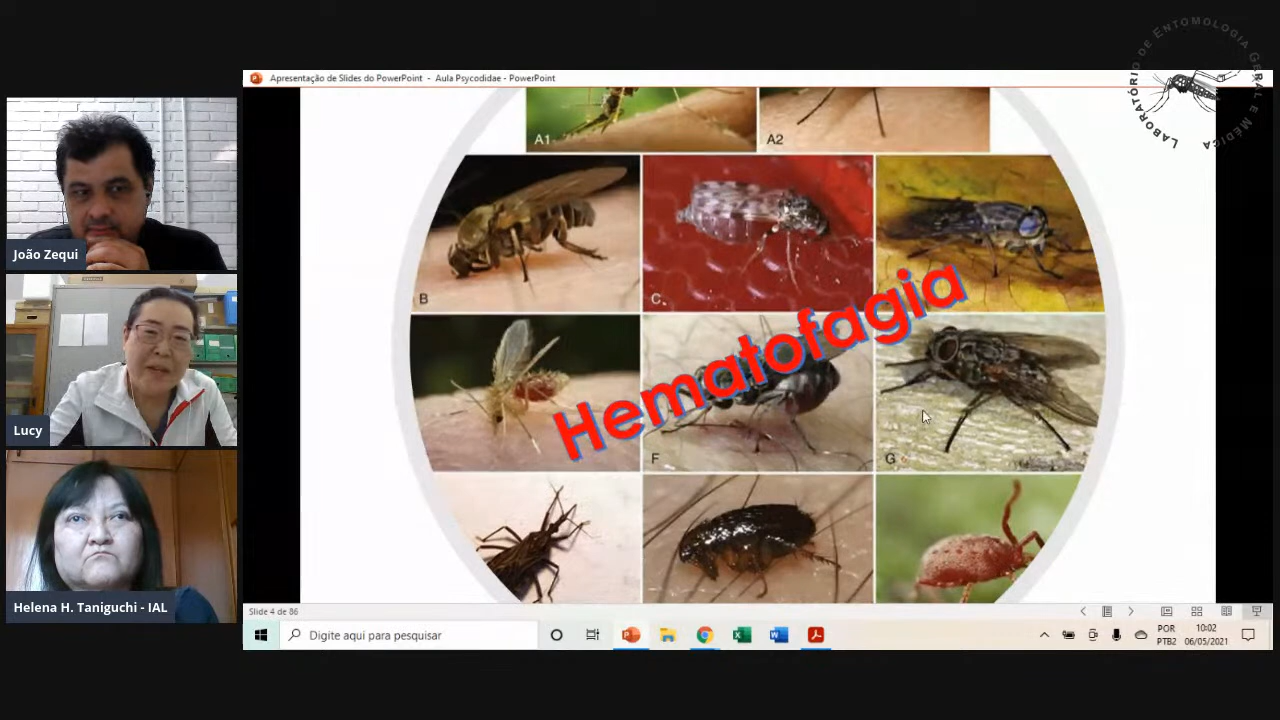 Apresentação de Slides do PowerPoint - Aula Psycodidae - PowerPoint
LABORATÓRIO DE ENTOMOLOGIA GERAL E MÉDICA
A1
A2
B
C
Hematofagia
F
G
João Zequi
Lucy
Helena H. Taniguchi - IAL
Slide 4 de 86
Digite aqui para pesquisar
POR
PTB2
10:02
06/05/2021